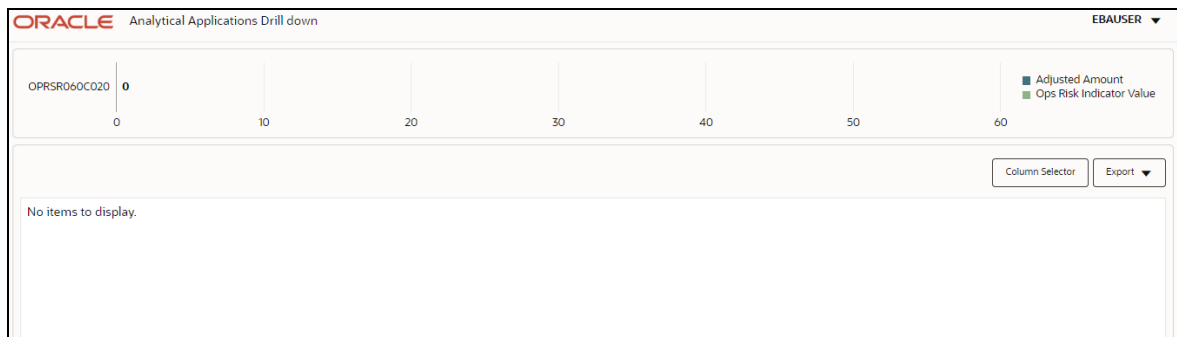 ORACLE Analytical Applications Drill down EBAUSER
OPRSR060C020 0
Adjusted Amount
Ops Risk Indicator Value
0 10 20 30 40 50 60
Column Selector Export
No items to display.